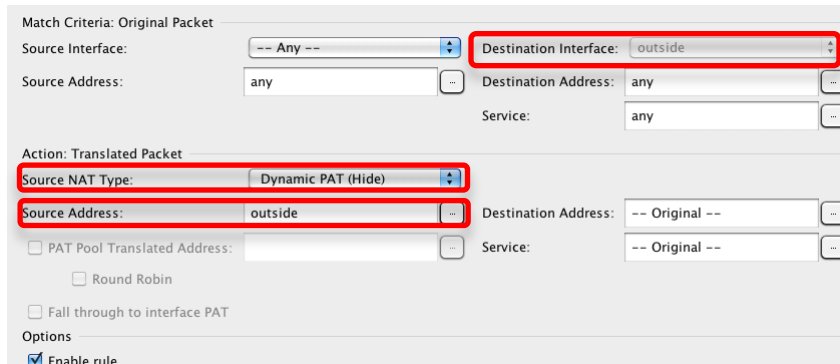 Match Criteria: Original Packet
Source Interface: -- Any -- Destination Interface: outside
Source Address: any ... Destination Address: any ...
Service: any ...
Action: Translated Packet
Source NAT Type: Dynamic PAT (Hide)
Source Address: outside ... Destination Address: -- Original -- ...
PAT Pool Translated Address: ... Service: -- Original -- ...
Round Robin
Fall through to interface PAT
Options
Enable rule